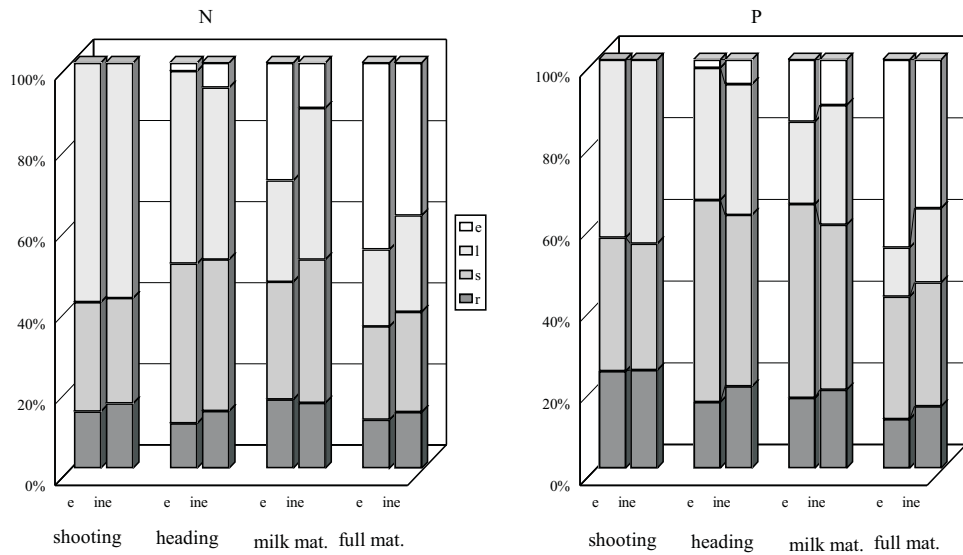 N
100%
80%
60%
40%
20%
0%
e ine e ine e ine e ine
shooting heading milk mat. full mat.
e
l
s
r
P
100%
80%
60%
40%
20%
0%
e ine e ine e ine e ine
shooting heading milk mat. full mat.